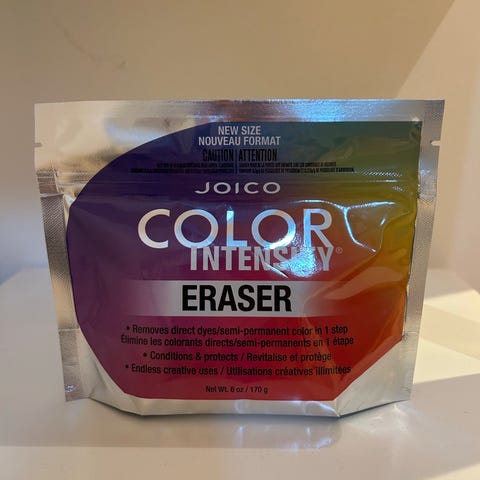 NEW SIZE
NOUVEAU FORMAT
CAUTION ATTENTION
JOICO
COLOR
INTENSITY®
ERASER
• Removes direct dyes/semi-permanent color in 1 step
Élimine les colorants directs/semi-permanents en 1 étape
• Conditions & protects / Revitalise et protège
• Endless creative uses / Utilisations créatives illimitées
Net Wt. 6 oz / 170 g